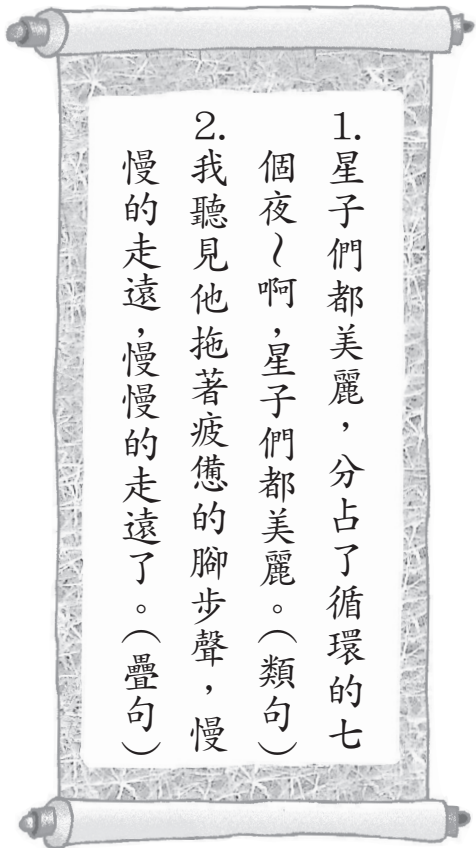 1.星子們都美麗，分占了循環的七
個夜～啊，星子們都美麗。（類句）
2.我聽見他拖著疲憊的腳步聲，慢
慢的走遠，慢慢的走遠了。（疊句）